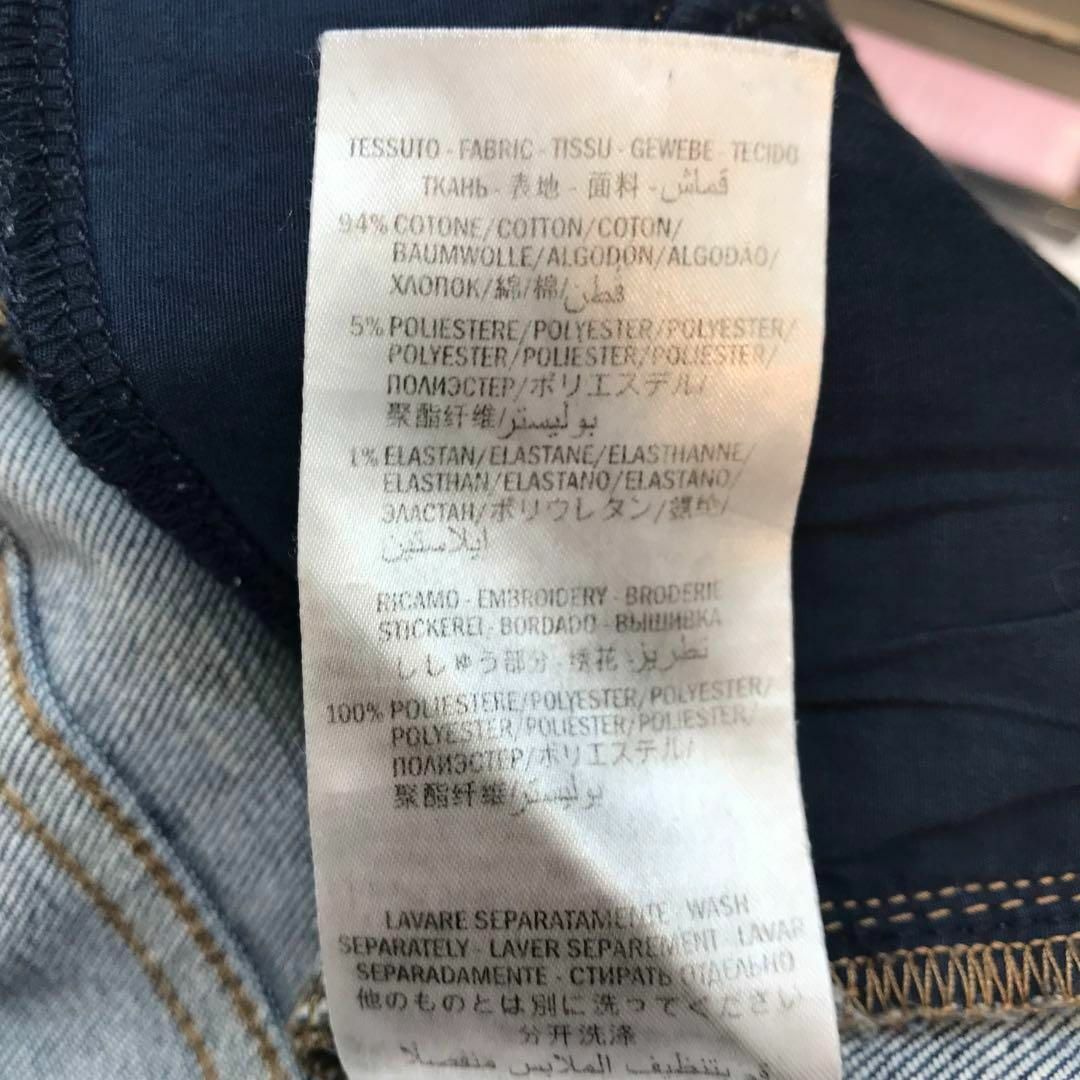 TESSUTO - FABRIC - TISSU - GEWEBE - TECIDO
ТКАНЬ - 表地 - 面料 - قماش
94% COTONE/COTTON/COTON/
BAUMWOLLE/ALGODON/ALGODAO/
ХЛОПОК/綿/棉/قطن
5% POLIESTERE/POLYESTER/POLYESTER/
POLYESTER/POLIESTER/POLIESTER/
ПОЛИЭСТЕР/ポリエステル/
聚酯纤维/بوليستر
1% ELASTAN/ELASTANE/ELASTHANNE/
ELASTHAN/ELASTANO/ELASTANO/
ЭЛАСТАН/ポリウレタン/
ايلاستين
RICAMO - EMBROIDERY - BRODERIE
STICKEREI - BORDADO - ВЫШИВКА
ししゅう部分 - 绣花 - تطريز
100% POLIESTERE/POLYESTER/POLYESTER/
POLYESTER/POLIESTER/POLIESTER/
ПОЛИЭСТЕР/ポリエステル/
聚酯纤维/بوليستر
LAVARE SEPARATAMENTE - WASH
SEPARATELY - LAVER SEPAREMENT - LAVAR
SEPARADAMENTE - СТИРАТЬ ОТДЕЛЬНО
他のものとは別に洗ってください
分开洗涤
بتنظيف الملابس منفصلا